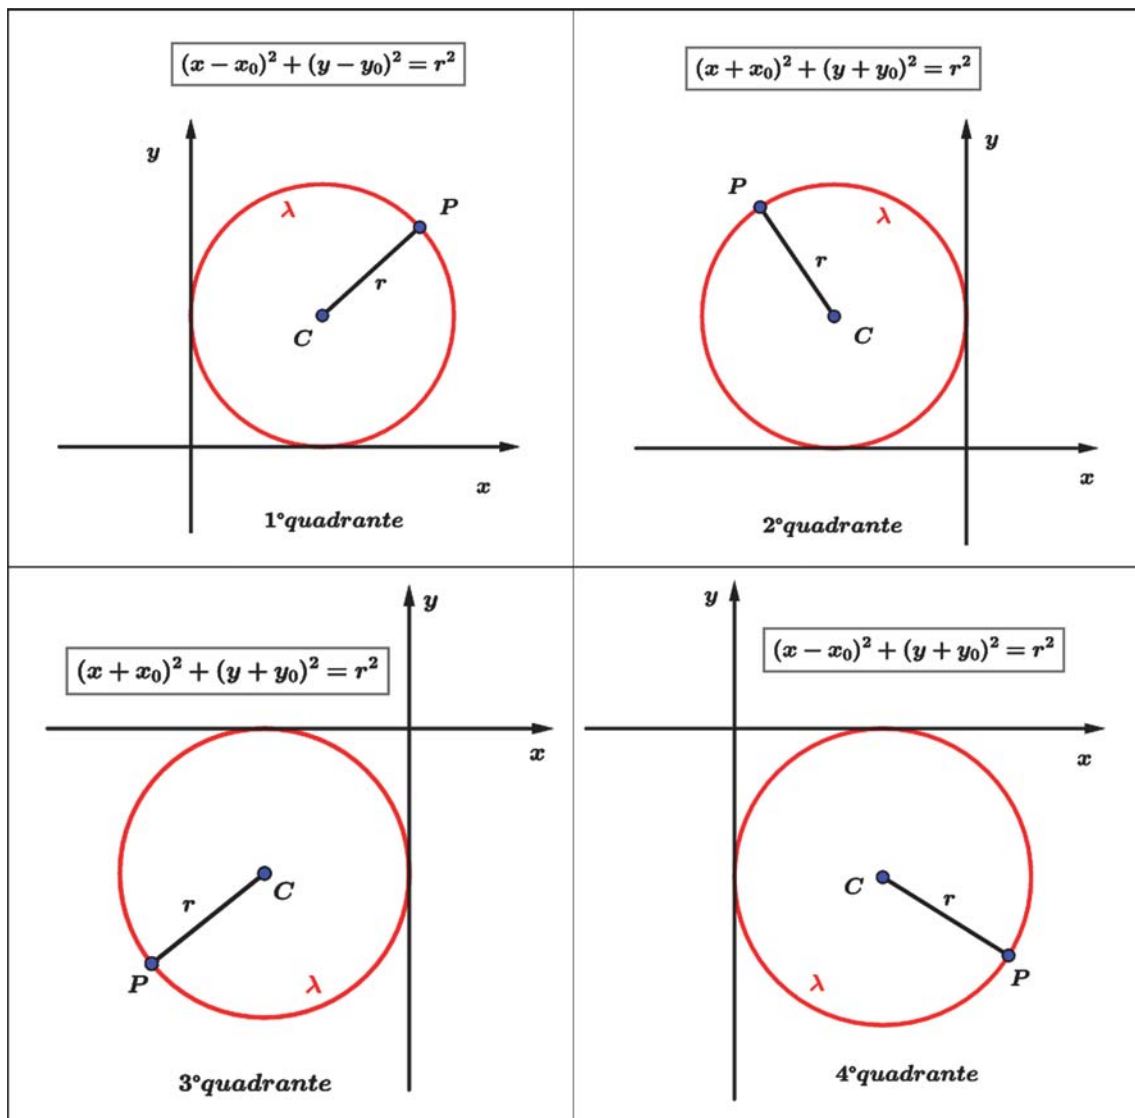 (x − x₀)² + (y − y₀)² = r²
y
λ
P
r
C
x
1°quadrante
(x + x₀)² + (y + y₀)² = r²
y
P
λ
r
C
x
2°quadrante
y
(x + x₀)² + (y + y₀)² = r²
x
C
r
P
λ
3°quadrante
y
(x − x₀)² + (y + y₀)² = r²
x
C
r
P
λ
4°quadrante